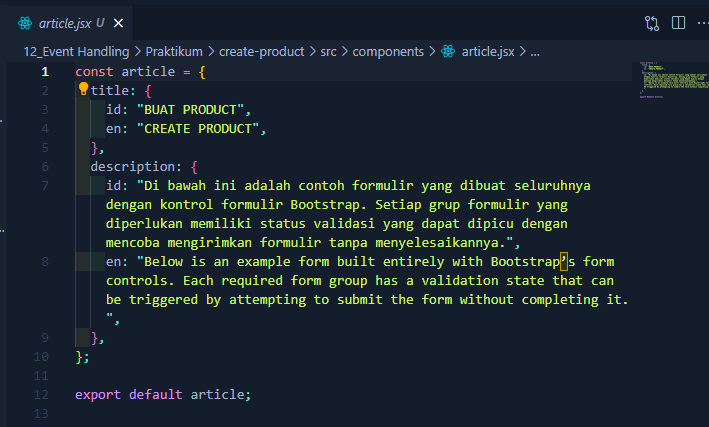 article.jsx U
12_Event Handling > Praktikum > create-product > src > components > article.jsx > ...
1 const article = {
2 title: {
3 id: "BUAT PRODUCT",
4 en: "CREATE PRODUCT",
5 },
6 description: {
7 id: "Di bawah ini adalah contoh formulir yang dibuat seluruhnya
dengan kontrol formulir Bootstrap. Setiap grup formulir yang
diperlukan memiliki status validasi yang dapat dipicu dengan
mencoba mengirimkan formulir tanpa menyelesaikannya.",
8 en: "Below is an example form built entirely with Bootstrap’s form
controls. Each required form group has a validation state that can
be triggered by attempting to submit the form without completing it.
",
9 },
10 };
11
12 export default article;
13